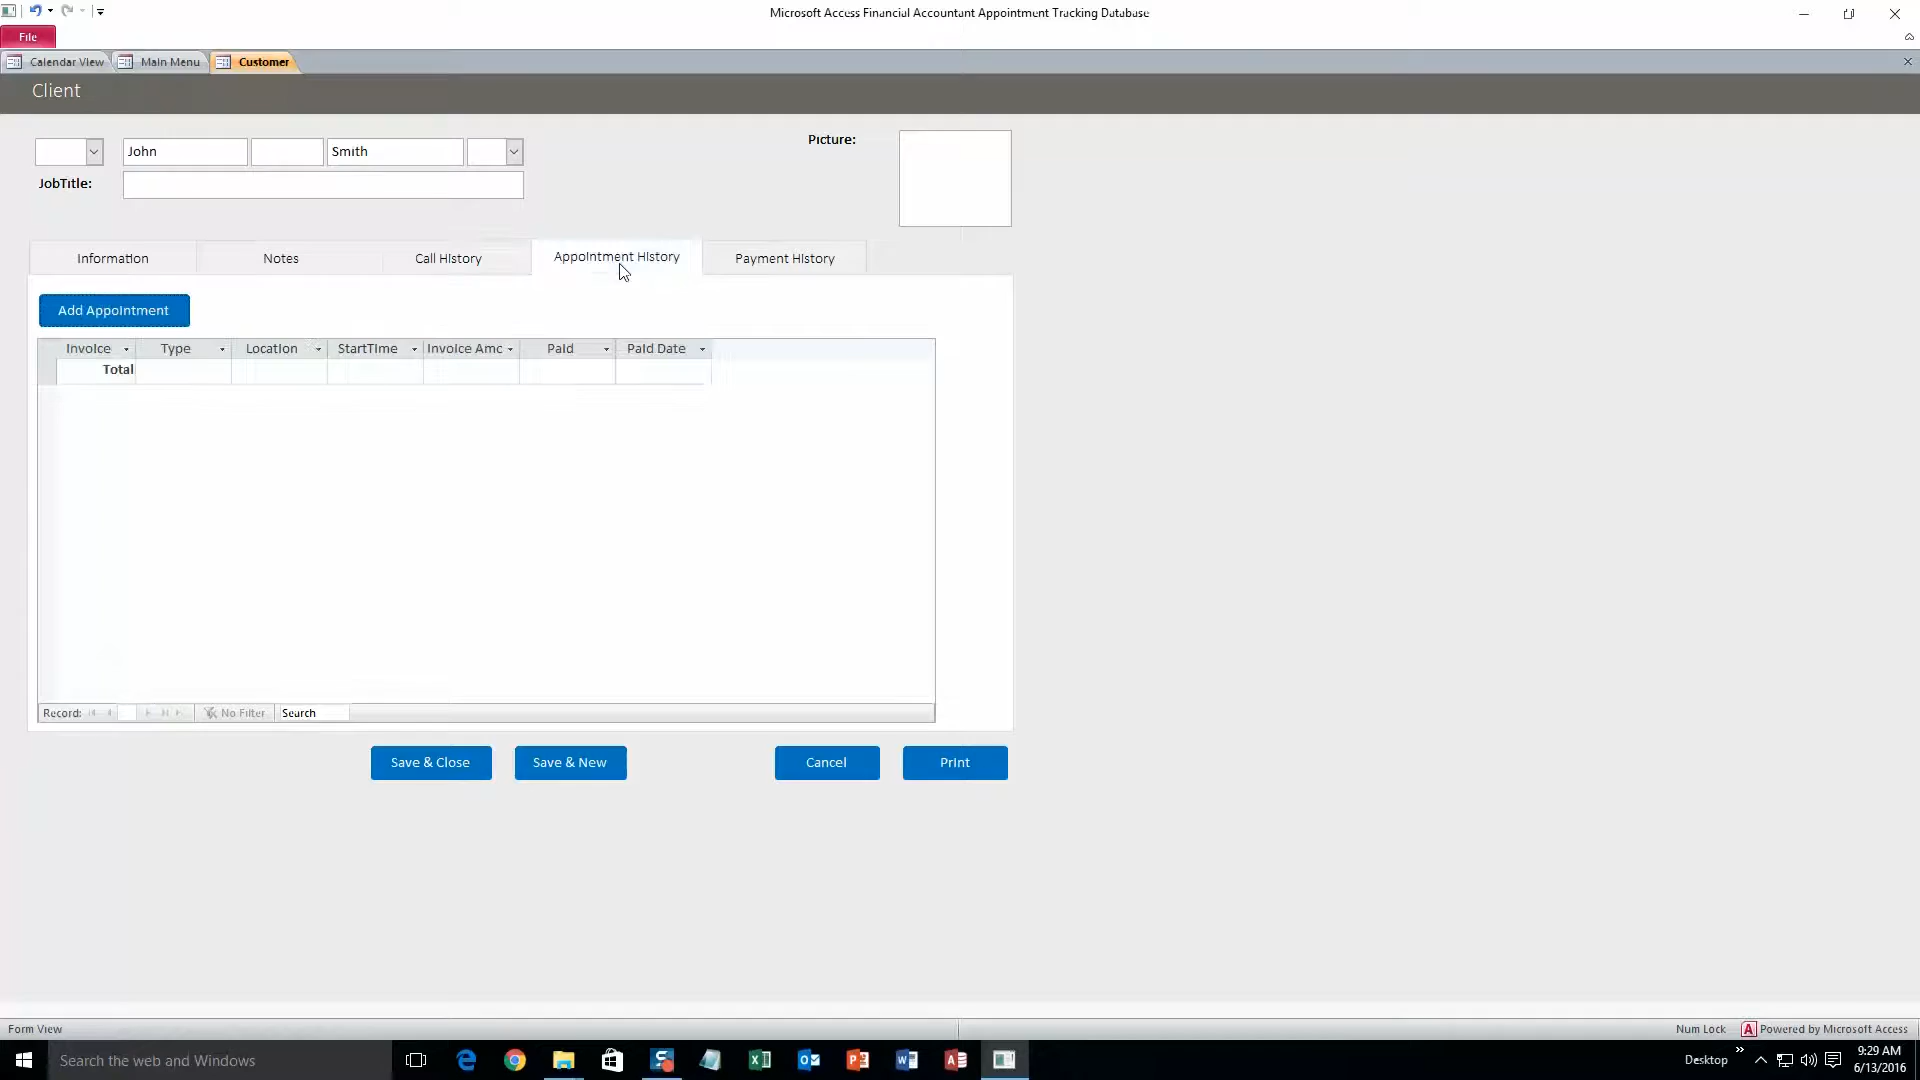 Microsoft Access Financial Accountant Appointment Tracking Database
File
Calendar View Main Menu Customer
Client
John Smith
Picture:
JobTitle:
Information Notes Call History Appointment History Payment History
Add Appointment
Invoice Type Location StartTime Invoice Amc Paid Paid Date
Total
Record: No Filter Search
Save & Close Save & New Cancel Print
Form View Num Lock Powered by Microsoft Access
Search the web and Windows Desktop 9:29 AM
6/13/2016